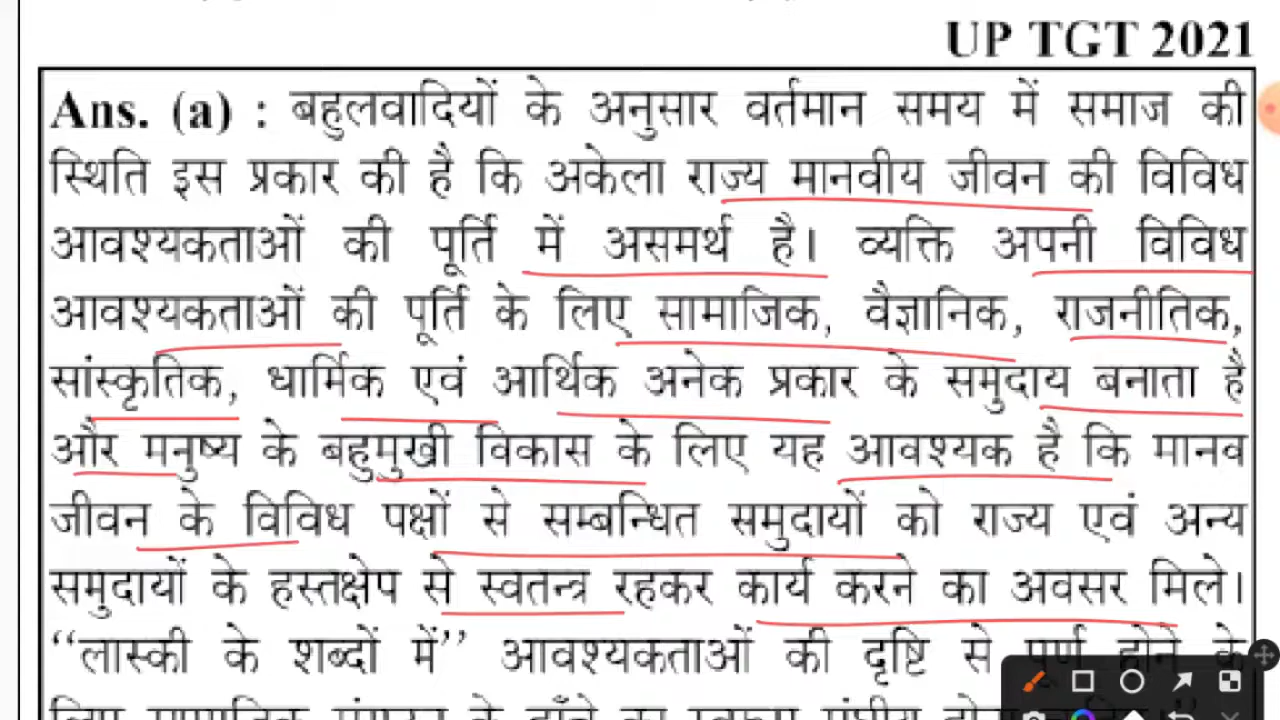 UP TGT 2021
Ans. (a) : बहुलवादियों के अनुसार वर्तमान समय में समाज की
स्थिति इस प्रकार की है कि अकेला राज्य मानवीय जीवन की विविध
आवश्यकताओं की पूर्ति में असमर्थ है। व्यक्ति अपनी विविध
आवश्यकताओं की पूर्ति के लिए सामाजिक, वैज्ञानिक, राजनीतिक,
सांस्कृतिक, धार्मिक एवं आर्थिक अनेक प्रकार के समुदाय बनाता है
और मनुष्य के बहुमुखी विकास के लिए यह आवश्यक है कि मानव
जीवन के विविध पक्षों से सम्बन्धित समुदायों को राज्य एवं अन्य
समुदायों के हस्तक्षेप से स्वतन्त्र रहकर कार्य करने का अवसर मिले।
“लास्की के शब्दों में” आवश्यकताओं की दृष्टि से पूर्ण होने के